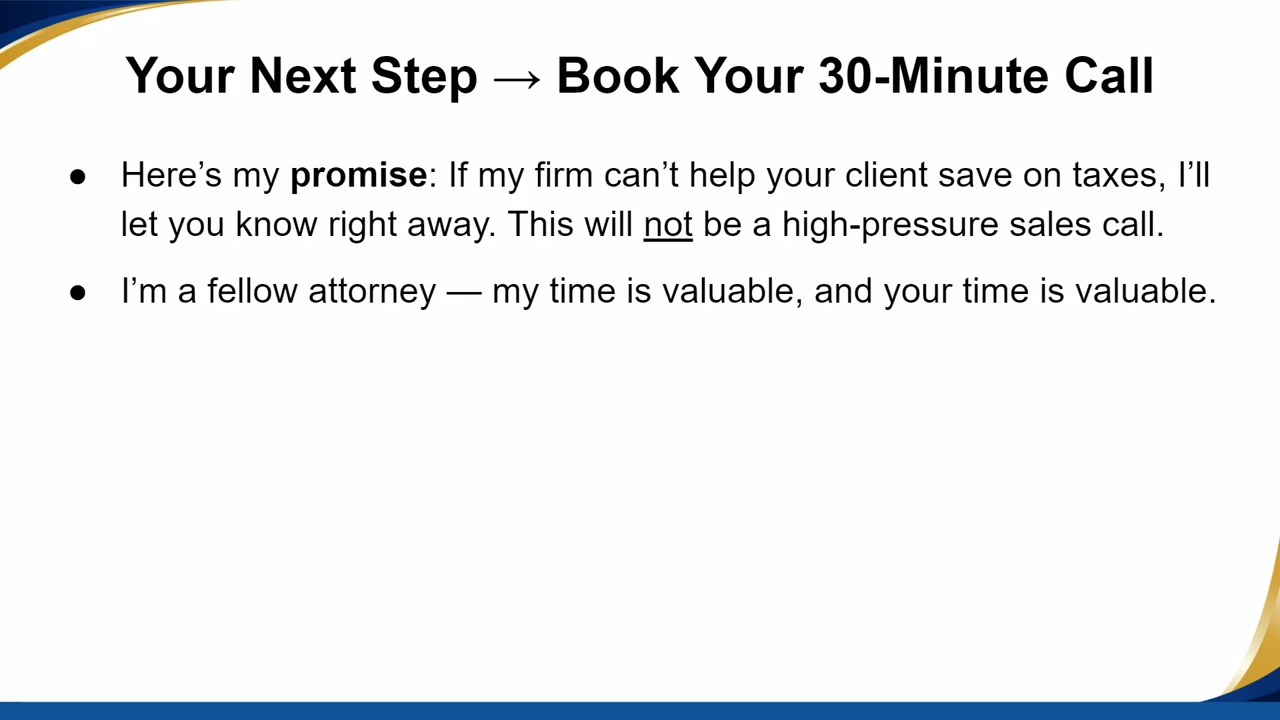 Your Next Step → Book Your 30-Minute Call
● Here’s my promise: If my firm can’t help your client save on taxes, I’ll
let you know right away. This will not be a high-pressure sales call.
● I’m a fellow attorney — my time is valuable, and your time is valuable.